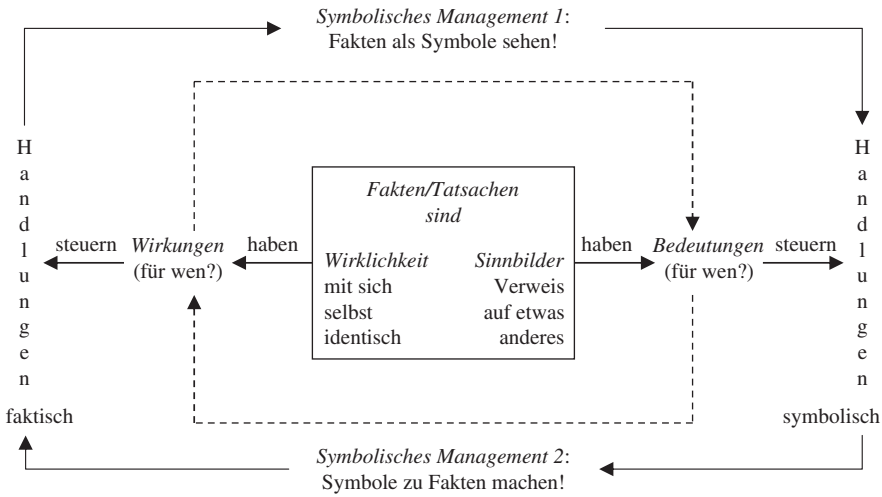 Symbolisches Management 1:
Fakten als Symbole sehen!
Handlungen
faktisch
steuern
Wirkungen
(für wen?)
haben
Fakten/Tatsachen
sind
Wirklichkeit
mit sich
selbst
identisch
Sinnbilder
Verweis
auf etwas
anderes
haben
Bedeutungen
(für wen?)
steuern
Handlungen
symbolisch
Symbolisches Management 2:
Symbole zu Fakten machen!